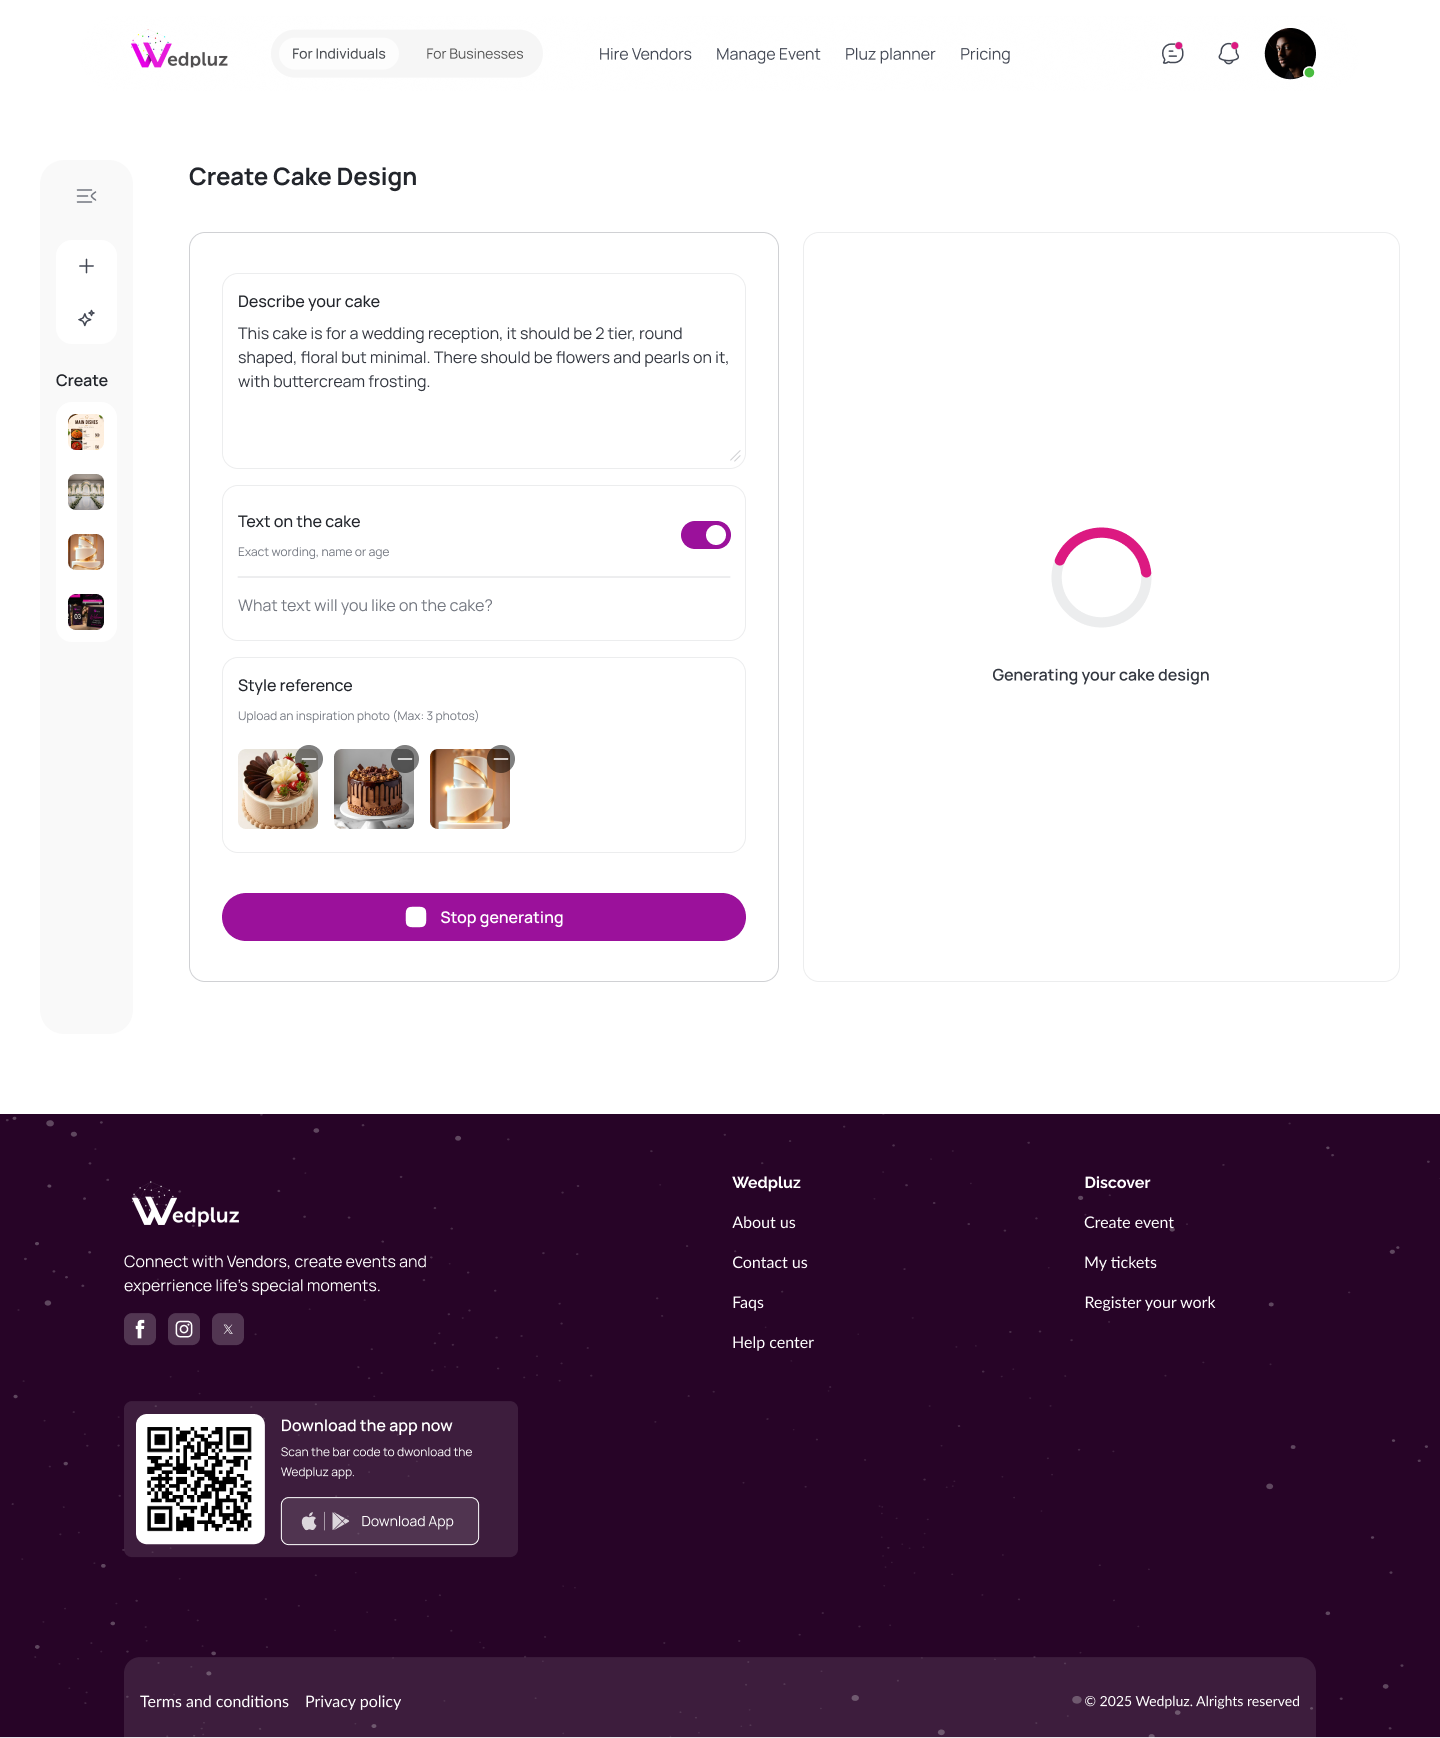 Wedpluz
For Individuals
For Businesses
Hire Vendors
Manage Event
Pluz planner
Pricing
Create Cake Design
Create
MAIN DISHES
03
Describe your cake
This cake is for a wedding reception, it should be 2 tier, round
shaped, floral but minimal. There should be flowers and pearls on it,
with buttercream frosting.
Text on the cake
Exact wording, name or age
What text will you like on the cake?
Style reference
Upload an inspiration photo (Max: 3 photos)
Stop generating
Generating your cake design
Wedpluz
Connect with Vendors, create events and
experrience life's special moments.
Download the app now
Scan the bar code to dwonload the
Wedpluz app.
Download App
Wedpluz
About us
Contact us
Faqs
Help center
Discover
Create event
My tickets
Register your work
Terms and conditions
Privacy policy
© 2025 Wedpluz. Alrights reserved